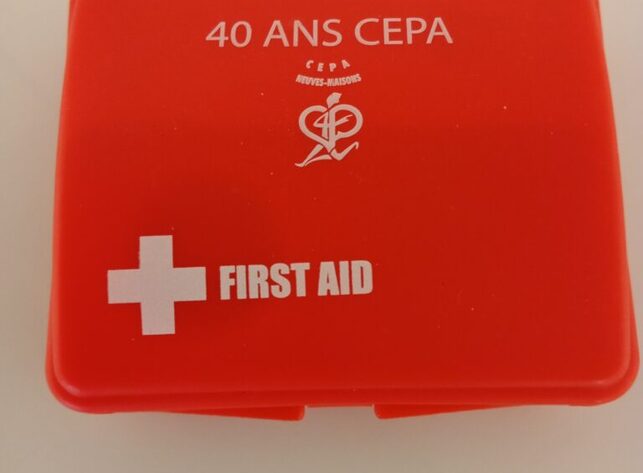 40 ANS CEPA
CEPA
NEUVES-MAISONS
FIRST AID